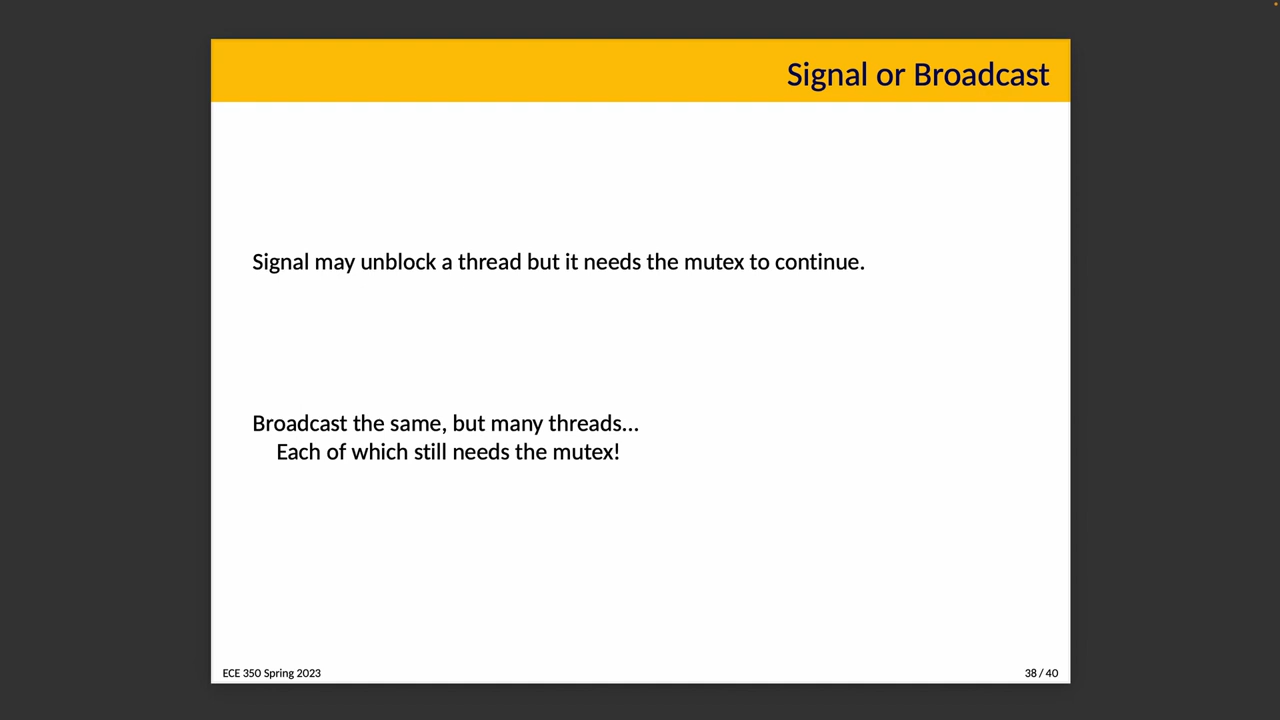 Signal or Broadcast
Signal may unblock a thread but it needs the mutex to continue.
Broadcast the same, but many threads...
Each of which still needs the mutex!
ECE 350 Spring 2023
38 / 40